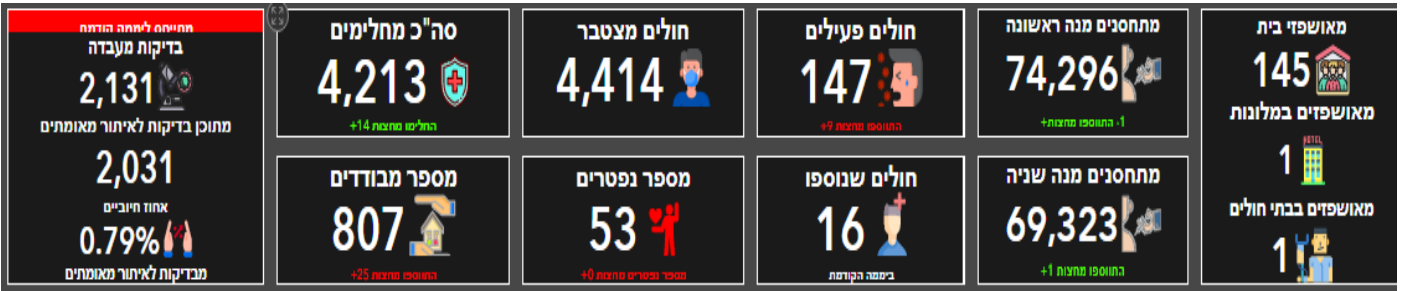 מאושפזי בית
145
מאושפזים במלונות
1
HOTEL
מאושפזים בבתי חולים
1
מתחסנים מנה ראשונה
74,296
1- התווספו מחצות+
מתחסנים מנה שניה
69,323
התווספו מחצות 1+
חולים פעילים
147
התווספו מחצות 9+
חולים שנוספו
16
ביממה הקודמת
חולים מצטבר
4,414
מספר נפטרים
53
מספר נפטרים מחצות 0+
סה"כ מחלימים
4,213
החלימו מחצות 14+
מספר מבודדים
807
התווספו מחצות 25+
מתייחס ליממה קודמת
בדיקות מעבדה
2,131
מתוכן בדיקות לאיתור מאומתים
2,031
אחוז חיוביים
0.79%
מבדיקות לאיתור מאומתים